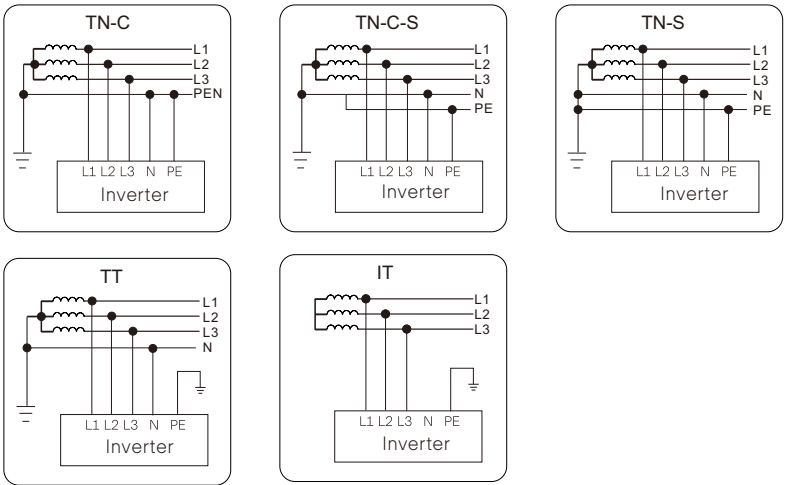 TN-C
L1
L2
L3
PEN
L1 L2 L3 N PE
Inverter
TN-C-S
L1
L2
L3
N
PE
L1 L2 L3 N PE
Inverter
TN-S
L1
L2
L3
N
PE
L1 L2 L3 N PE
Inverter
TT
L1
L2
L3
N
L1 L2 L3 N PE
Inverter
IT
L1
L2
L3
L1 L2 L3 N PE
Inverter